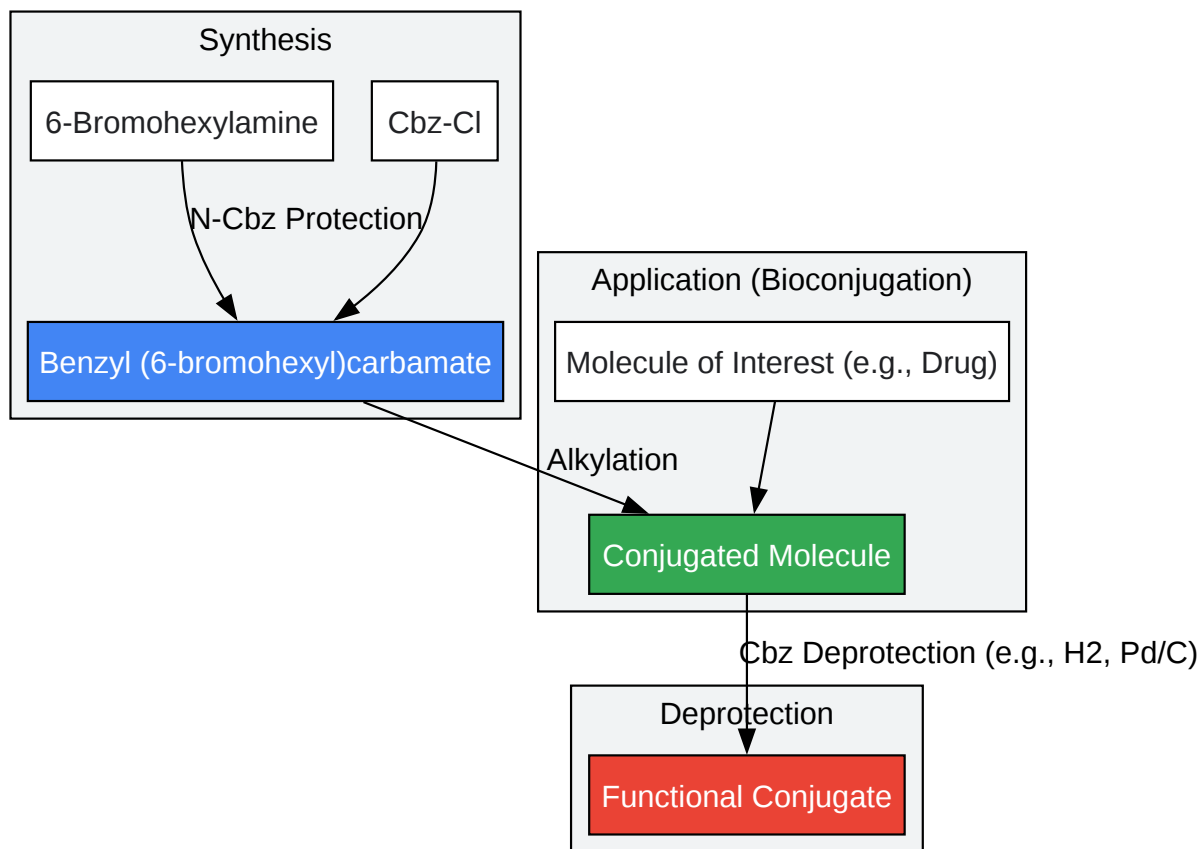 Synthesis
6-Bromohexylamine
Cbz-Cl
N-Cbz Protection
Benzyl (6-bromohexyl)carbamate
Application (Bioconjugation)
Molecule of Interest (e.g., Drug)
Alkylation
Conjugated Molecule
Cbz Deprotection (e.g., H2, Pd/C)
Deprotection
Functional Conjugate